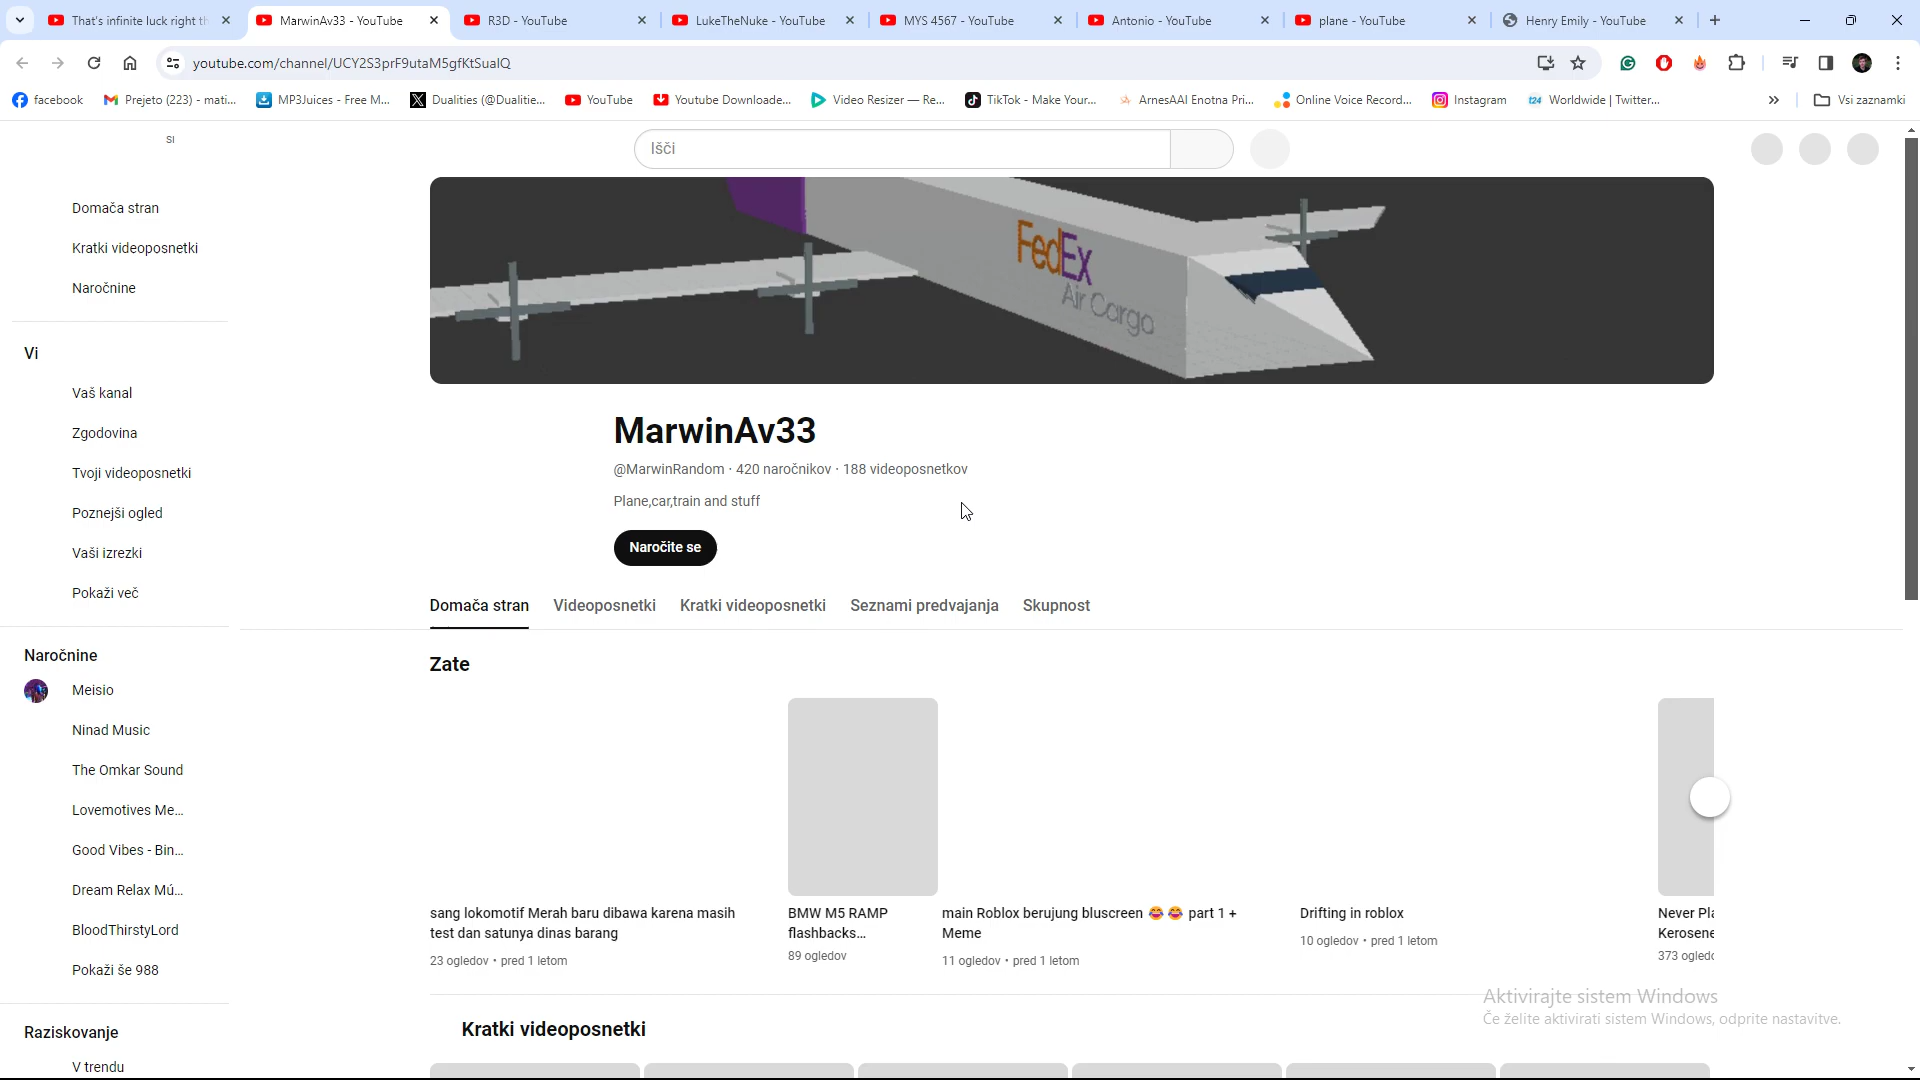 That's infinite luck right th
MarwinAv33 - YouTube
R3D - YouTube
LukeTheNuke - YouTube
MYS 4567 - YouTube
Antonio - YouTube
plane - YouTube
Henry Emily - YouTube
youtube.com/channel/UCY2S3prF9utaM5gfKtSualQ
facebook
Prejeto (223) - mati...
MP3Juices - Free M...
Dualities (@Dualitie...
YouTube
Youtube Downloade...
Video Resizer — Re...
TikTok - Make Your...
ArnesAAI Enotna Pri...
Online Voice Record...
Instagram
Worldwide | Twitter...
»
Vsi zaznamki
SI
Išči
Domača stran
Kratki videoposnetki
Naročnine
Vi
Vaš kanal
Zgodovina
Tvoji videoposnetki
Poznejši ogled
Vaši izrezki
Pokaži več
Naročnine
Meisio
Ninad Music
The Omkar Sound
Lovemotives Me...
Good Vibes - Bin...
Dream Relax Mú...
BloodThirstyLord
Pokaži še 988
Raziskovanje
V trendu
FedEx
Air Cargo
MarwinAv33
@MarwinRandom · 420 naročnikov · 188 videoposnetkov
Plane,car,train and stuff
Naročite se
Domača stran
Videoposnetki
Kratki videoposnetki
Seznami predvajanja
Skupnost
Zate
sang lokomotif Merah baru dibawa karena masih
test dan satunya dinas barang
23 ogledov • pred 1 letom
BMW M5 RAMP
flashbacks...
89 ogledov
main Roblox berujung bluscreen 😂 😂 part 1 +
Meme
11 ogledov • pred 1 letom
Drifting in roblox
10 ogledov • pred 1 letom
Never Pla
Kerosene
373 ogledo
Kratki videoposnetki
Aktivirajte sistem Windows
Če želite aktivirati sistem Windows, odprite nastavitve.